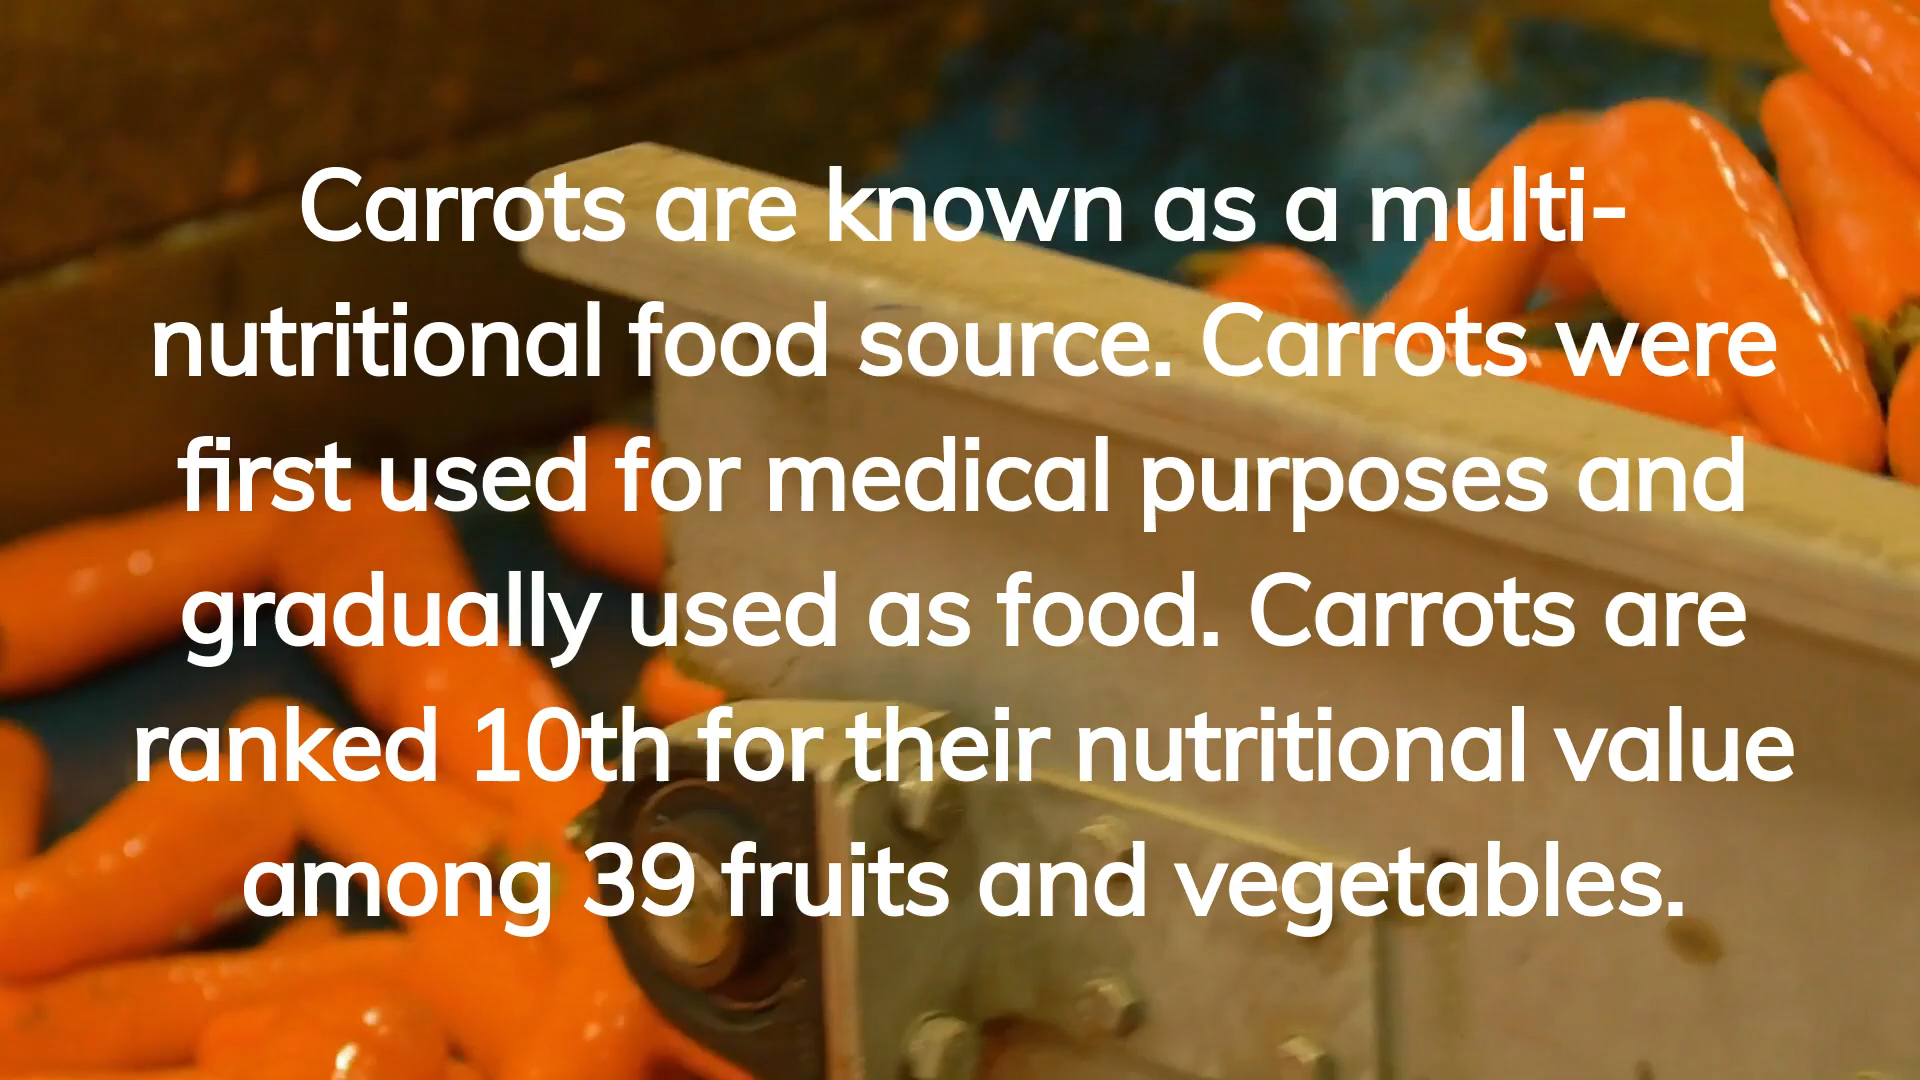 Carrots are known as a multi-
nutritional food source. Carrots were
first used for medical purposes and
gradually used as food. Carrots are
ranked 10th for their nutritional value
among 39 fruits and vegetables.